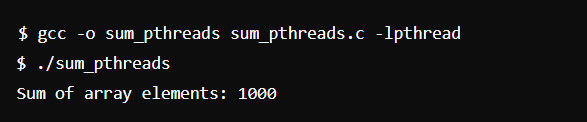 $ gcc -o sum_pthreads sum_pthreads.c -lpthread
$ ./sum_pthreads
Sum of array elements: 1000